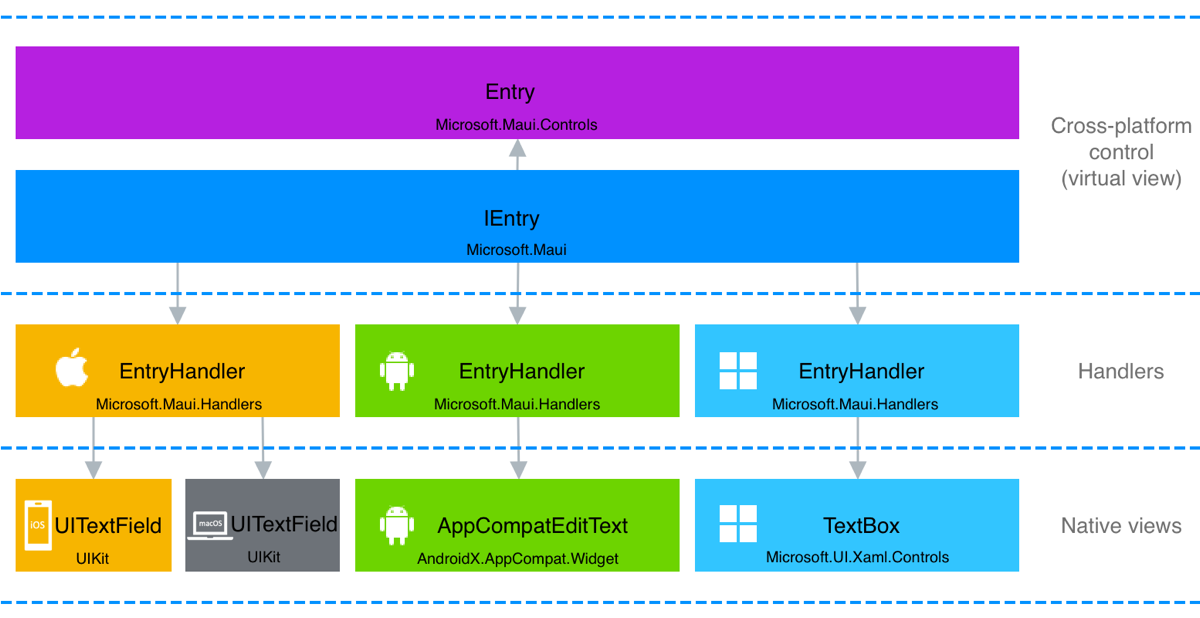 Entry
Microsoft.Maui.Controls
Cross-platform
control
(virtual view)
IEntry
Microsoft.Maui
EntryHandler
Microsoft.Maui.Handlers
EntryHandler
Microsoft.Maui.Handlers
EntryHandler
Microsoft.Maui.Handlers
Handlers
iOS
UITextField
UIKit
macOS
UITextField
UIKit
AppCompatEditText
AndroidX.AppCompat.Widget
TextBox
Microsoft.UI.Xaml.Controls
Native views